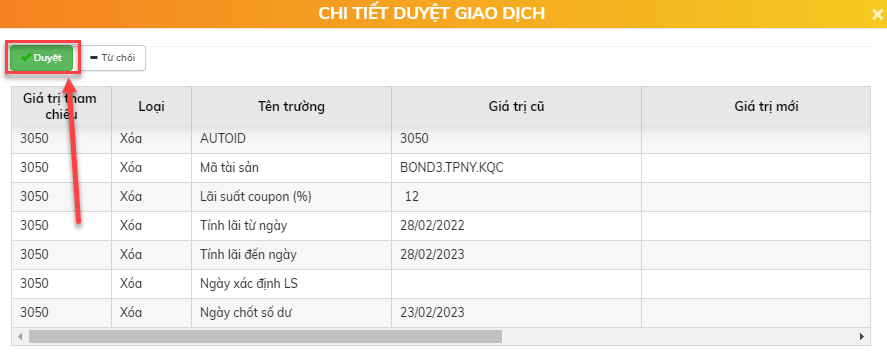 CHI TIẾT DUYỆT GIAO DỊCH
Duyệt Từ chối
Giá trị tham chiếu Loại Tên trường Giá trị cũ Giá trị mới
3050 Xóa AUTOID 3050
3050 Xóa Mã tài sản BOND3.TPNY.KQC
3050 Xóa Lãi suất coupon (%) 12
3050 Xóa Tính lãi từ ngày 28/02/2022
3050 Xóa Tính lãi đến ngày 28/02/2023
3050 Xóa Ngày xác định LS
3050 Xóa Ngày chốt số dư 23/02/2023